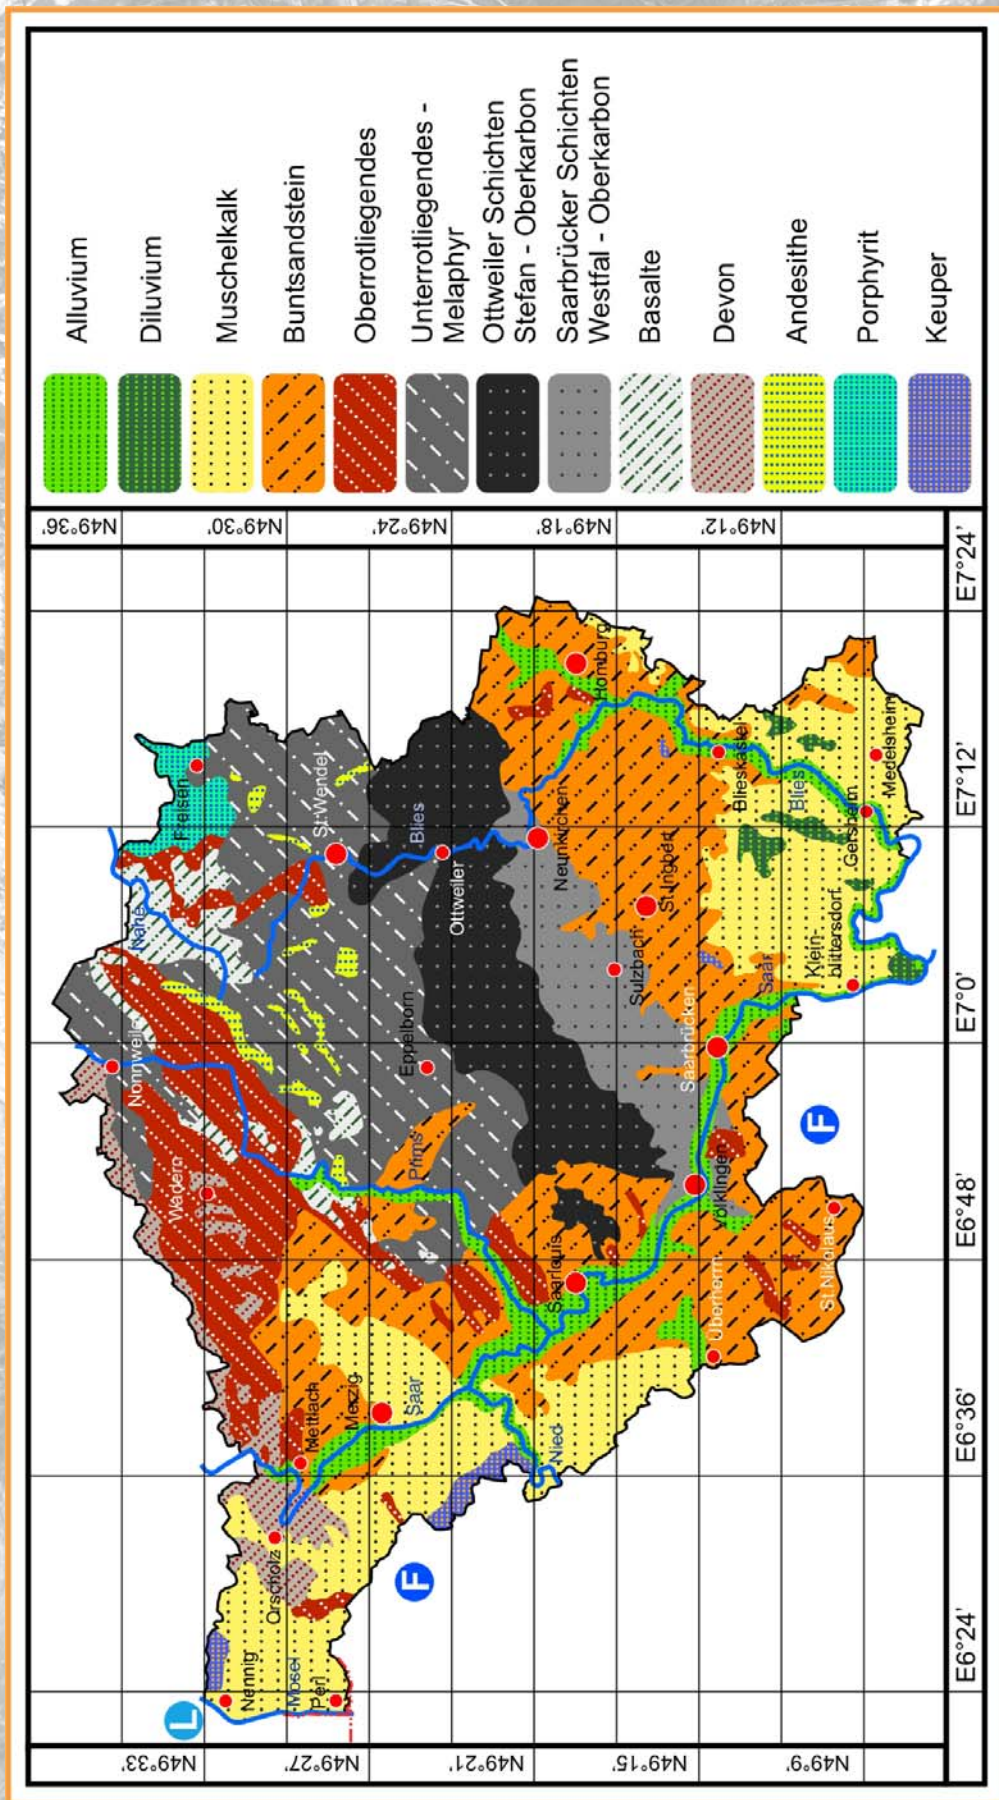 Alluvium
Diluvium
Muschelkalk
Buntsandstein
Oberrotliegendes
Unterrotliegendes -
Melaphyr
Ottweiler Schichten
Stefan - Oberkarbon
Saarbrücker Schichten
Westfal - Oberkarbon
Basalte
Devon
Andesithe
Porphyrit
Keuper
N49°36'
N49°30'
N49°24'
N49°18'
N49°12'
E7°24'
E7°12'
E7°0'
E6°48'
E6°36'
E6°24'
N49°33'
N49°27'
N49°21'
N49°15'
N49°9'
L
F
F
Nennig
Mosel
Perl
Orscholz
Mettlach
Merzig
Saar
Nied
Wadern
Nonnweiler
Nahe
Freisen
St.Wendel
Blies
Ottweiler
Eppelborn
Prims
Saarlouis
Überherrn
St.Nikolaus
Völklingen
Saarbrücken
Sulzbach
St.Ingbert
Neunkirchen
Homburg
Blieskastel
Blies
Medelsheim
Gersheim
Klein-
blittersdorf
Saar